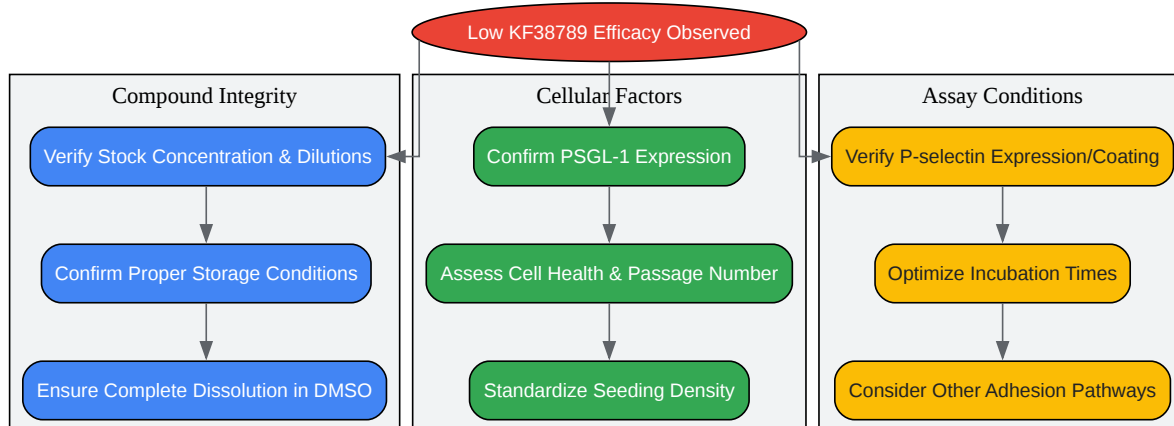 Low KF38789 Efficacy Observed
Compound Integrity
Verify Stock Concentration & Dilutions
Confirm Proper Storage Conditions
Ensure Complete Dissolution in DMSO
Cellular Factors
Confirm PSGL-1 Expression
Assess Cell Health & Passage Number
Standardize Seeding Density
Assay Conditions
Verify P-selectin Expression/Coating
Optimize Incubation Times
Consider Other Adhesion Pathways